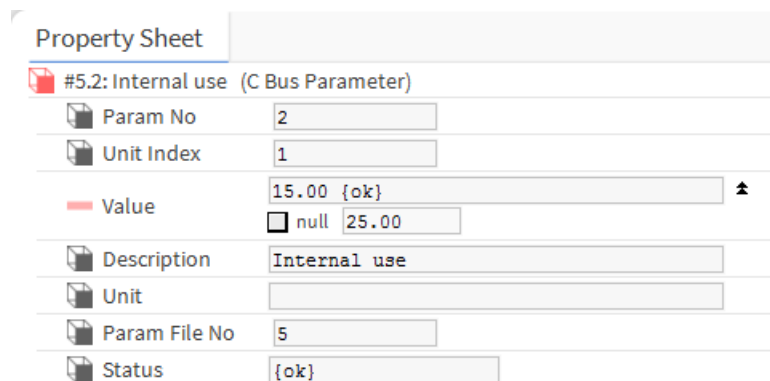 Property Sheet
#5.2: Internal use (C Bus Parameter)
Param No 2
Unit Index 1
Value 15.00 {ok}
null 25.00
Description Internal use
Unit
Param File No 5
Status {ok}